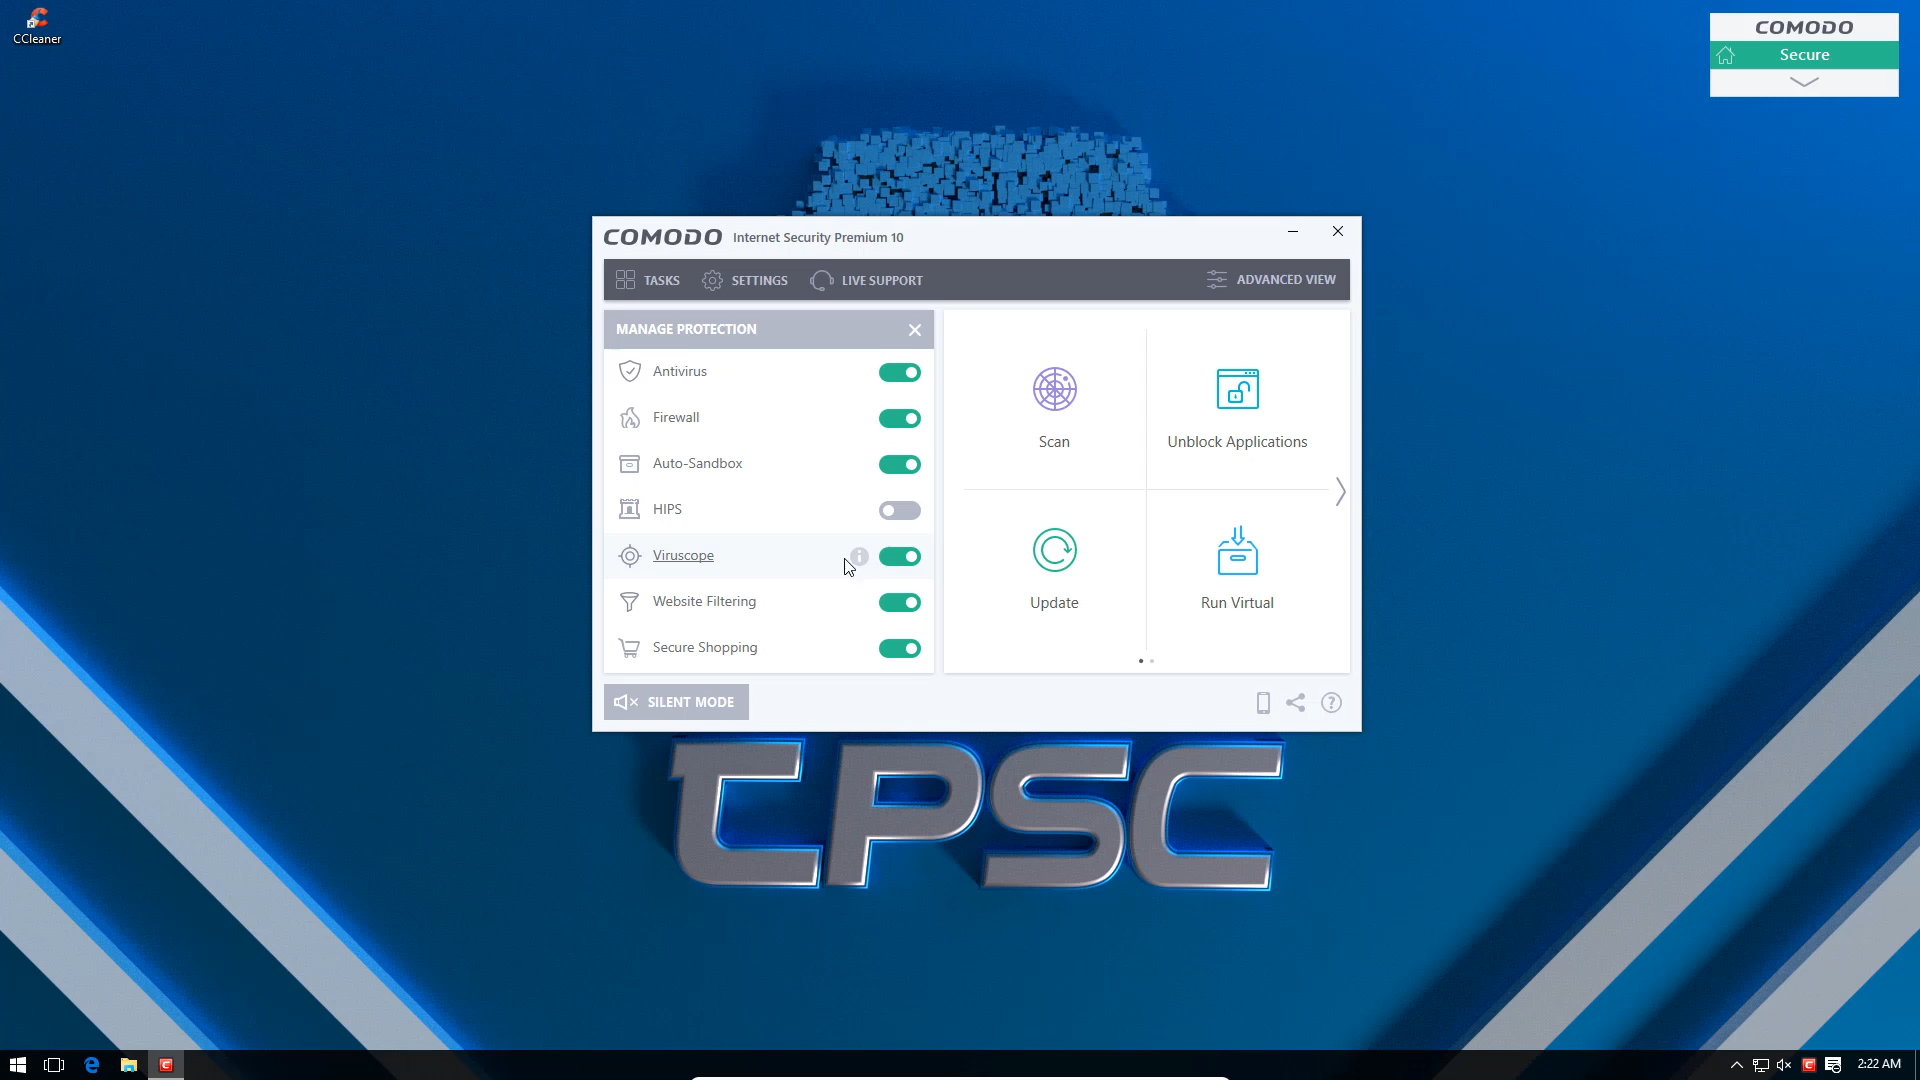 CCleaner
COMODO
Secure
COMODO Internet Security Premium 10
TASKS SETTINGS LIVE SUPPORT ADVANCED VIEW
MANAGE PROTECTION
Antivirus
Firewall
Auto-Sandbox
HIPS
Viruscope
Website Filtering
Secure Shopping
Scan
Unblock Applications
Update
Run Virtual
SILENT MODE
TPSC
2:22 AM